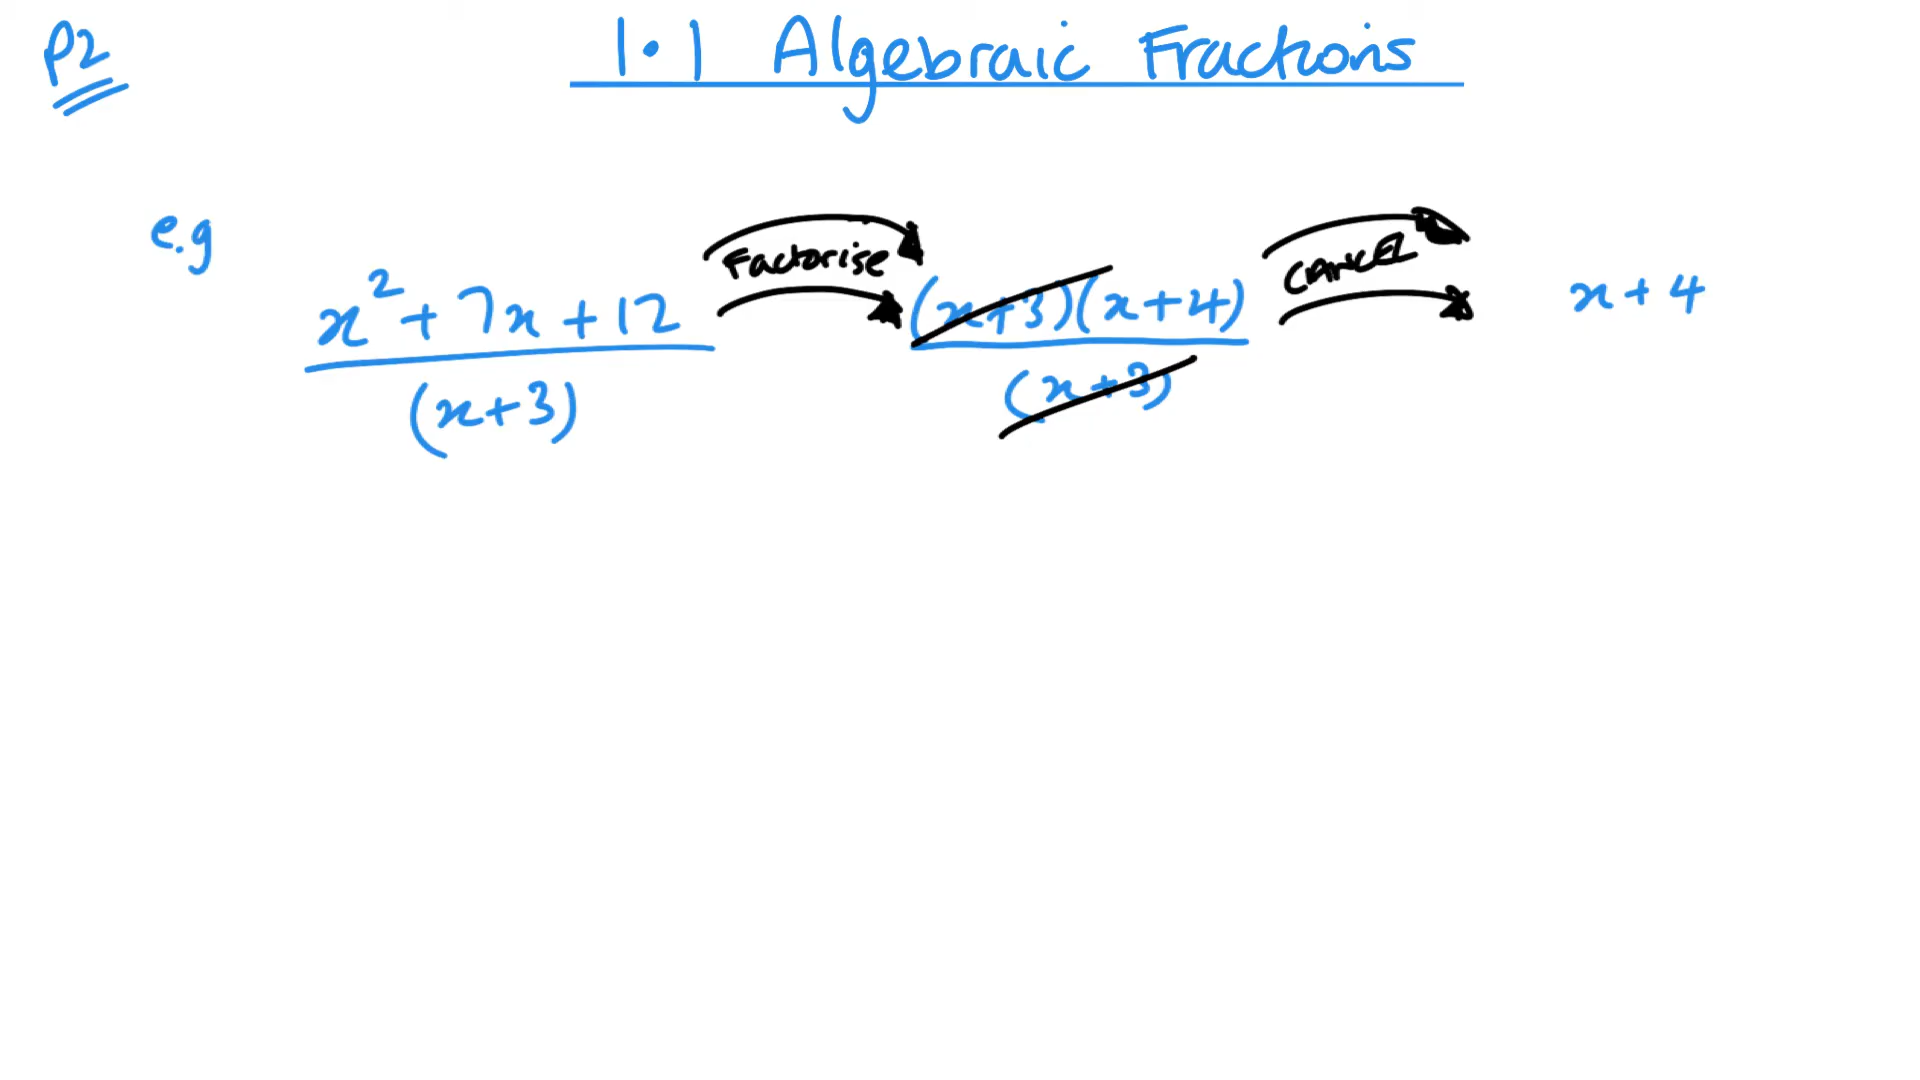 P2
1.1 Algebraic Fractions
e.g
x² + 7x + 12
(x+3)
Factorise
(x+3)(x+4)
(x+3)
CANCEL
x+4